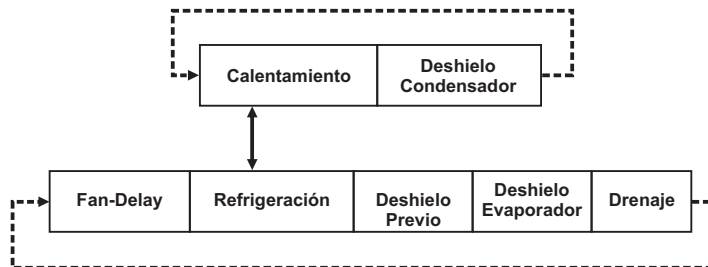 Calentamiento
Deshielo
Condensador
Fan-Delay
Refrigeración
Deshielo
Previo
Deshielo
Evaporador
Drenaje